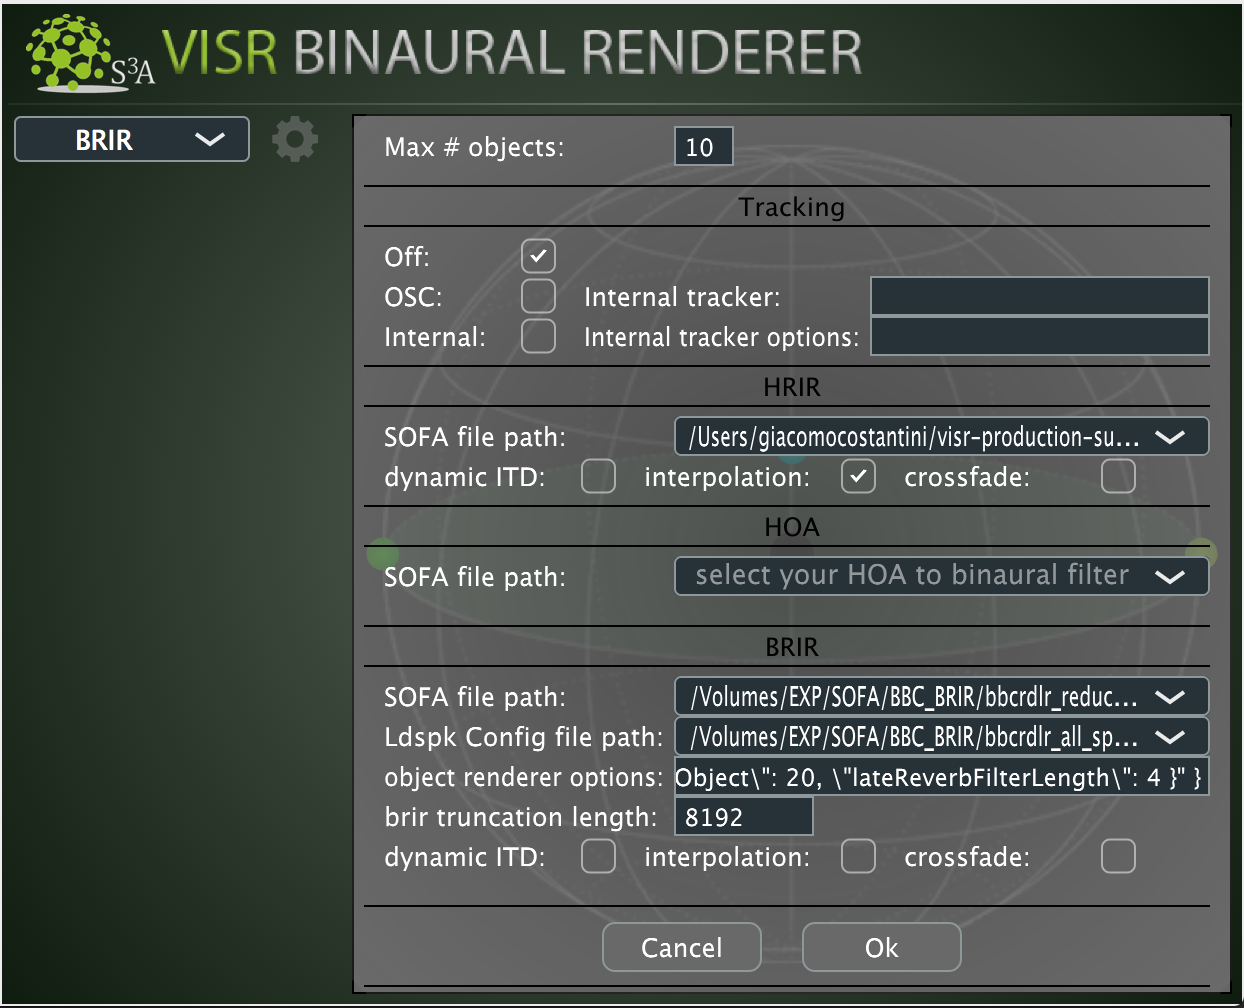 S³A VISR BINAURAL RENDERER
BRIR
Max # objects: 10
Tracking
Off:
OSC: Internal tracker:
Internal: Internal tracker options:
HRIR
SOFA file path: /Users/giacomocostantini/visr-production-su...
dynamic ITD: interpolation: crossfade:
HOA
SOFA file path: select your HOA to binaural filter
BRIR
SOFA file path: /Volumes/EXP/SOFA/BBC_BRIR/bbcrdlr_reduc...
Ldspk Config file path: /Volumes/EXP/SOFA/BBC_BRIR/bbcrdlr_all_sp...
object renderer options: Object\": 20, \"lateReverbFilterLength\": 4 }" }
brir truncation length: 8192
dynamic ITD: interpolation: crossfade:
Cancel Ok